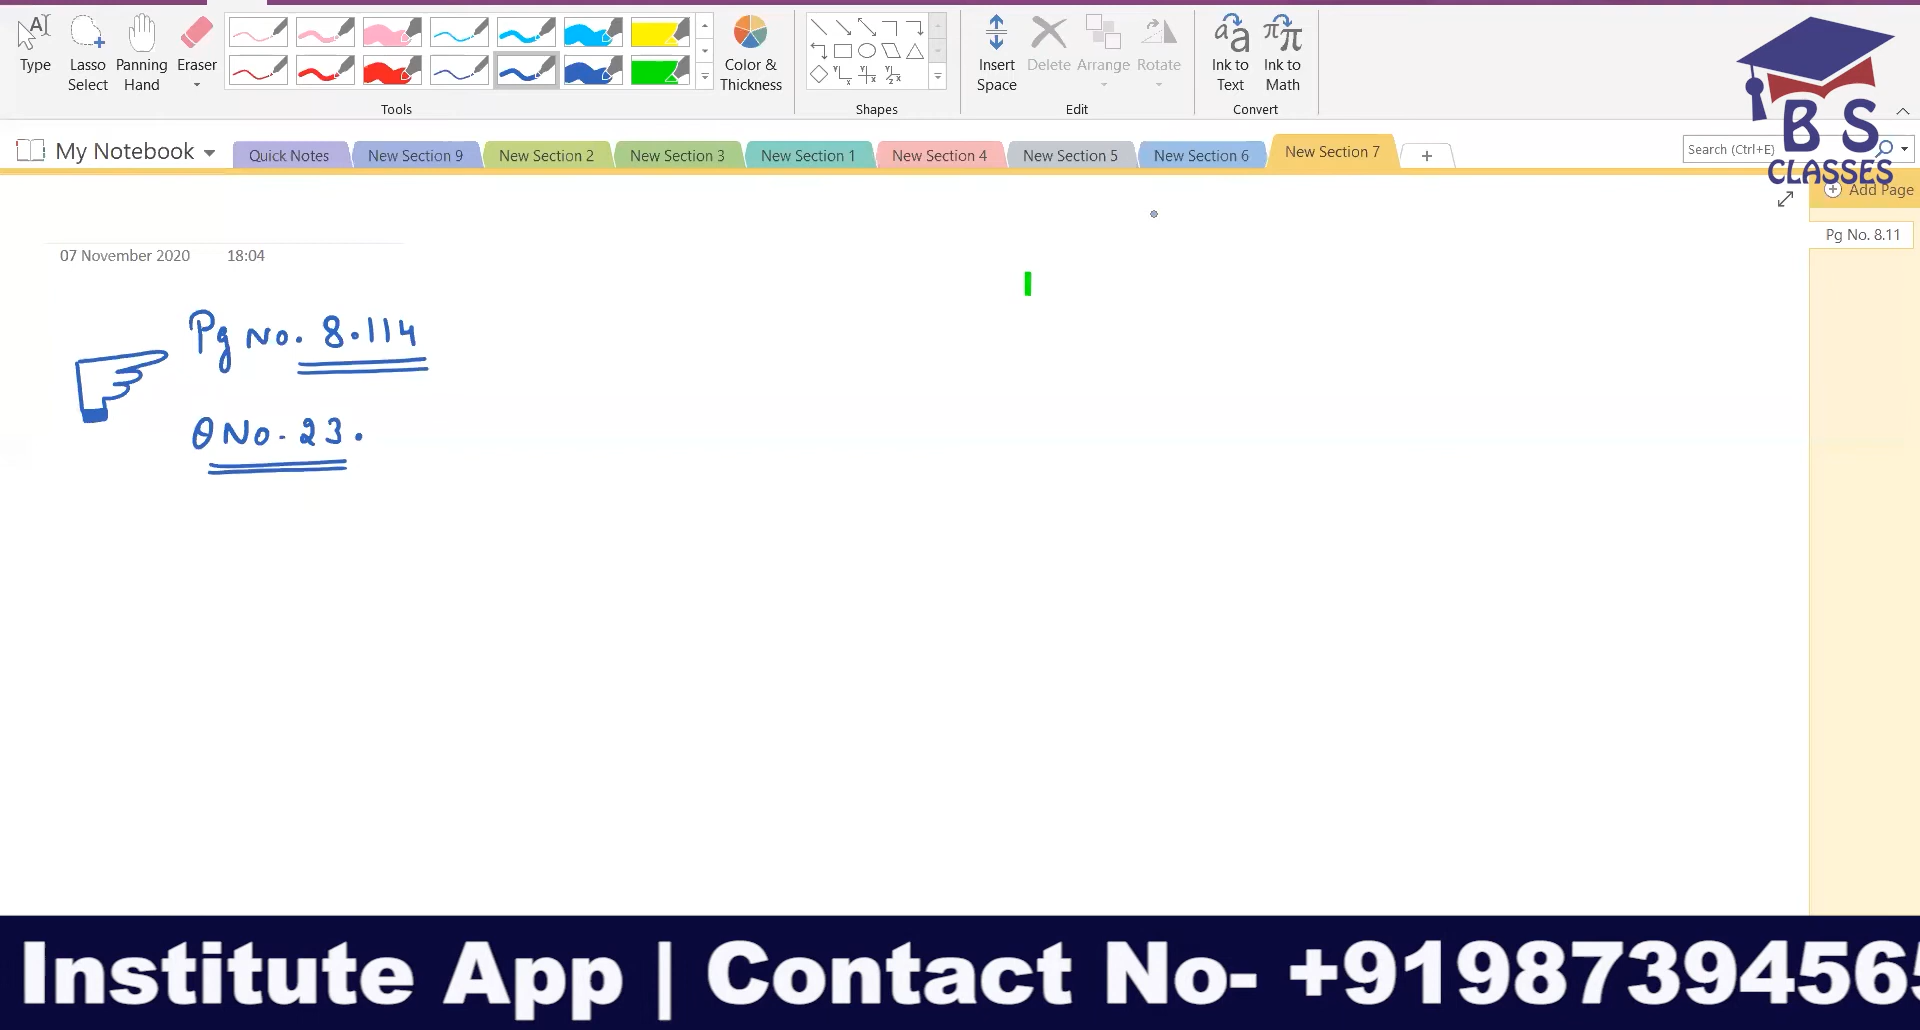 Type
Lasso Select
Panning Hand
Eraser
Color & Thickness
Insert Space
Delete
Arrange
Rotate
Ink to Text
Ink to Math
Tools
Shapes
Edit
Convert
B S CLASSES
My Notebook
Quick Notes
New Section 9
New Section 2
New Section 3
New Section 1
New Section 4
New Section 5
New Section 6
New Section 7
Search (Ctrl+E)
Add Page
Pg No. 8.11
07 November 2020 18:04
Pg No. 8.114
Q No. 23.
Institute App | Contact No- +91987394565